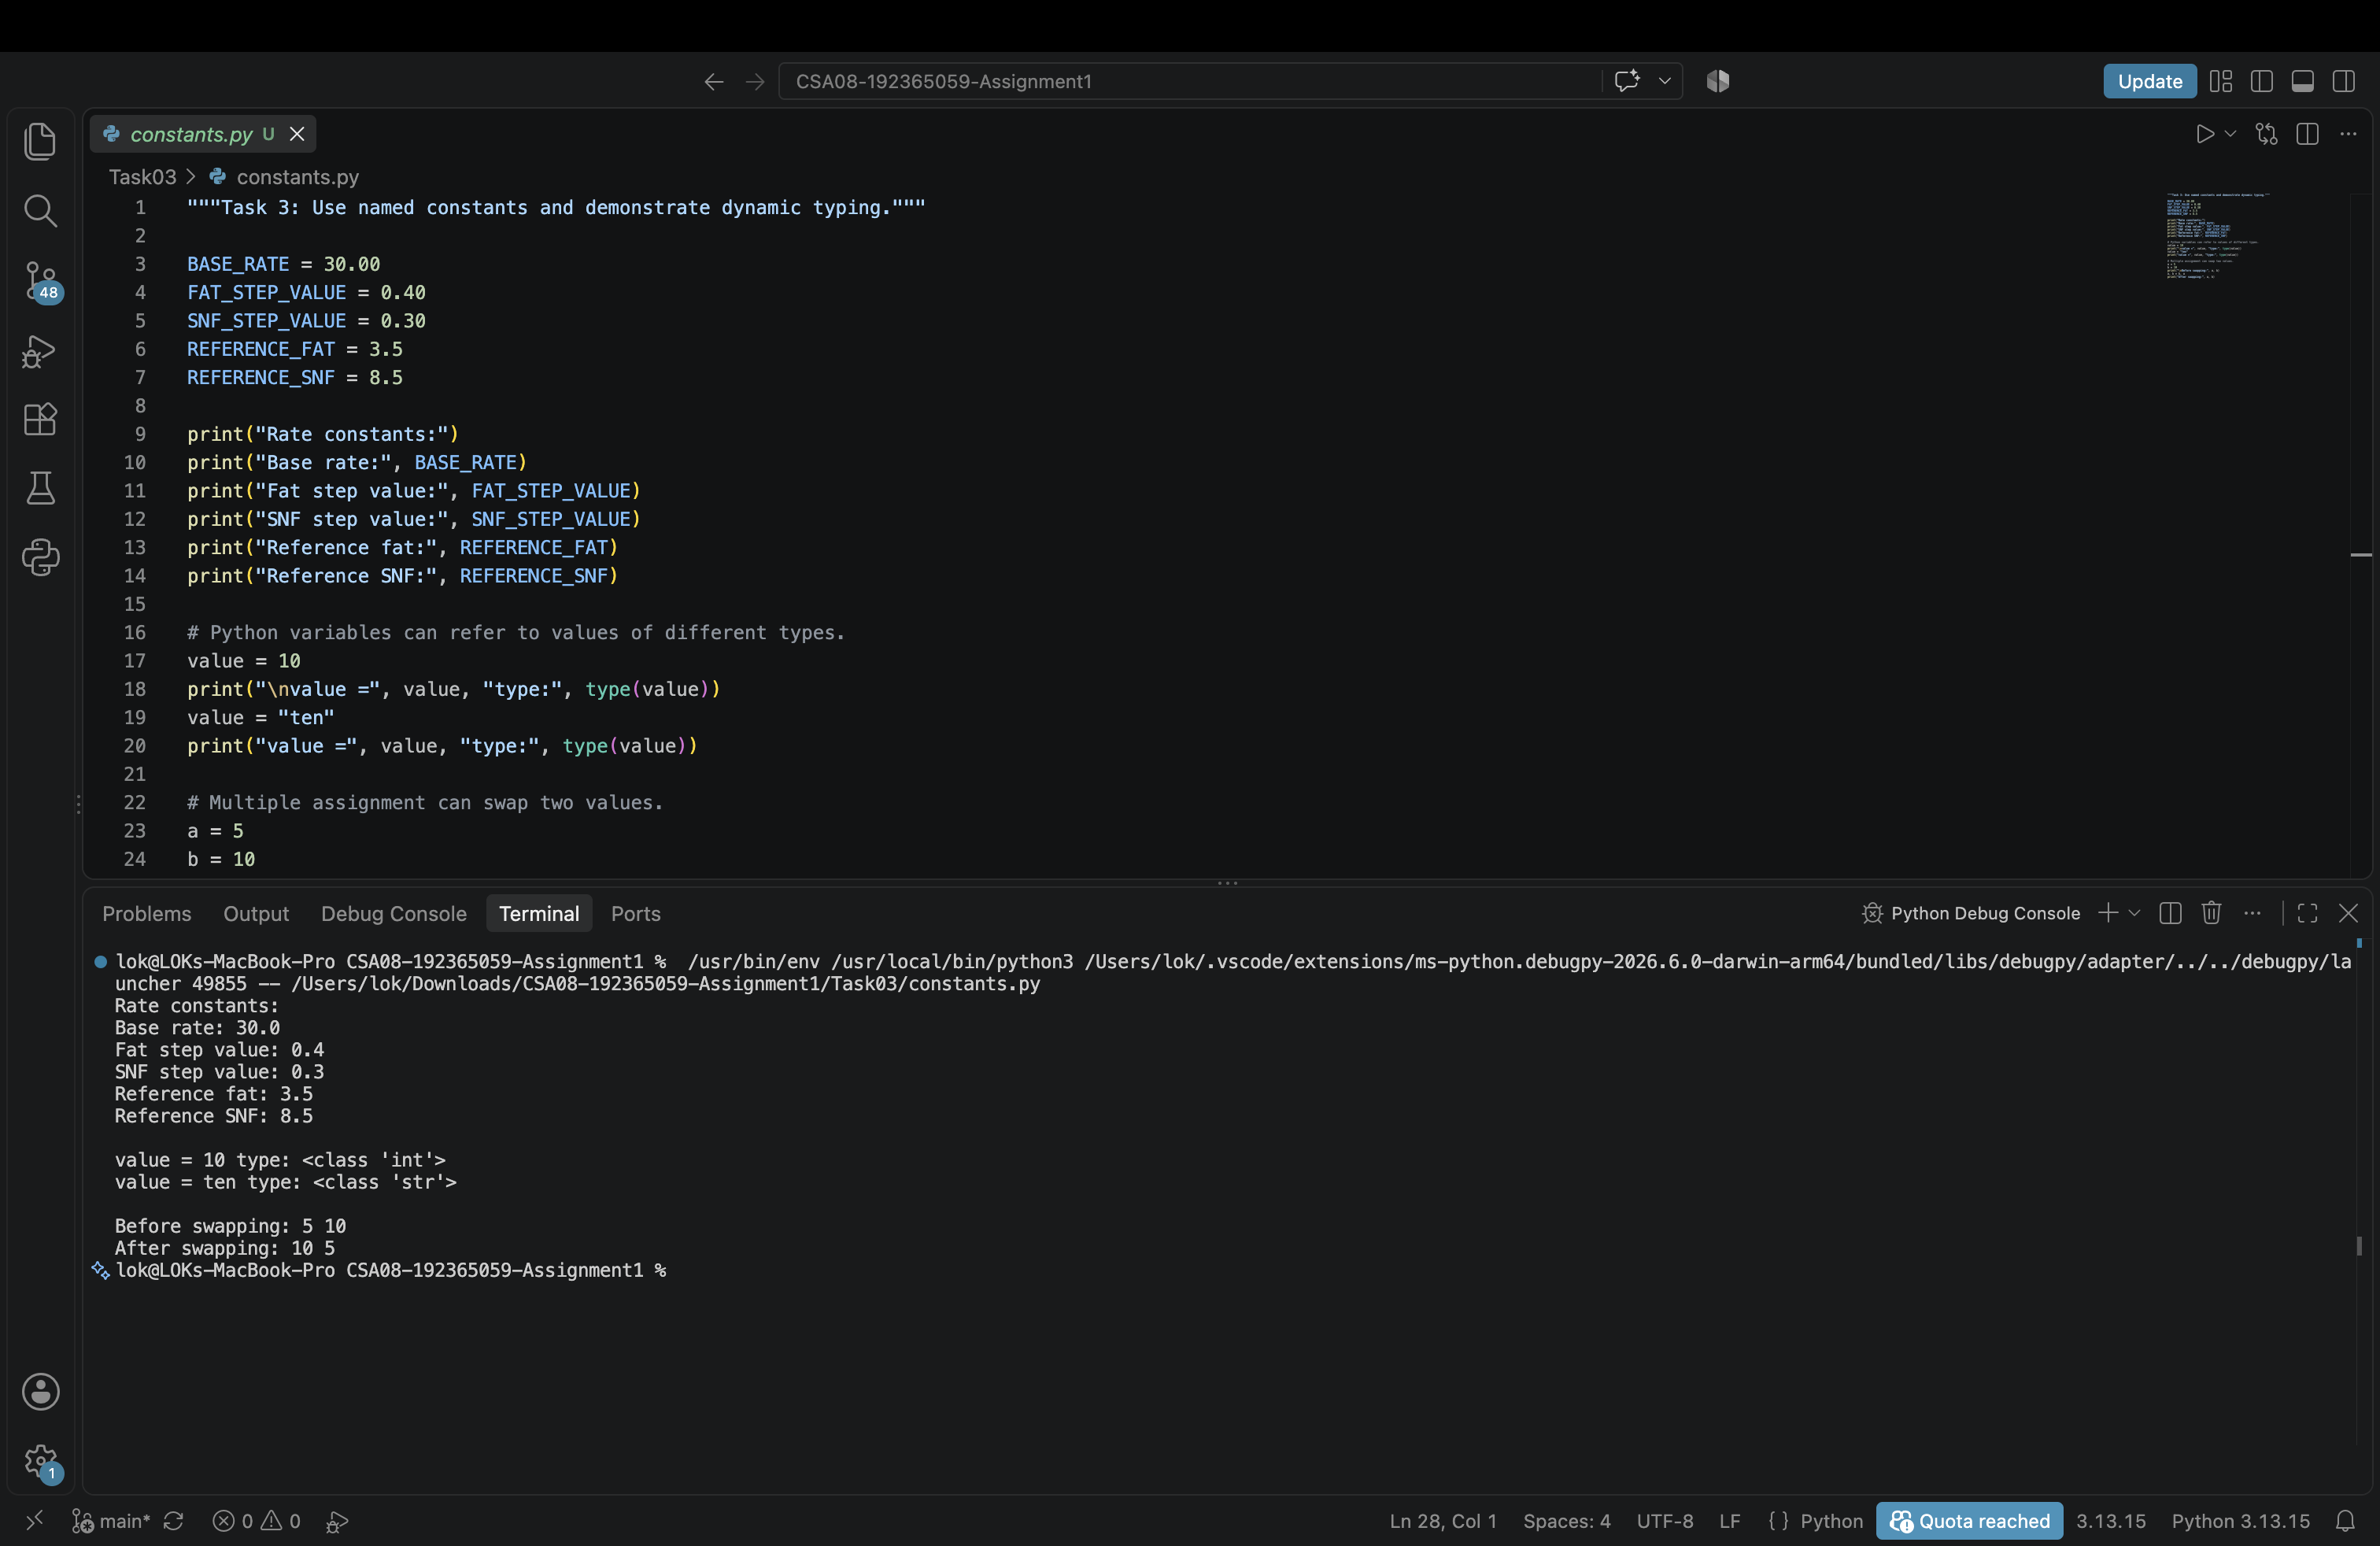 CSA08-192365059-Assignment1
Update
constants.py U
Task03 > constants.py
1 """Task 3: Use named constants and demonstrate dynamic typing."""
2
3 BASE_RATE = 30.00
4 FAT_STEP_VALUE = 0.40
5 SNF_STEP_VALUE = 0.30
6 REFERENCE_FAT = 3.5
7 REFERENCE_SNF = 8.5
8
9 print("Rate constants:")
10 print("Base rate:", BASE_RATE)
11 print("Fat step value:", FAT_STEP_VALUE)
12 print("SNF step value:", SNF_STEP_VALUE)
13 print("Reference fat:", REFERENCE_FAT)
14 print("Reference SNF:", REFERENCE_SNF)
15
16 # Python variables can refer to values of different types.
17 value = 10
18 print("\nvalue =", value, "type:", type(value))
19 value = "ten"
20 print("value =", value, "type:", type(value))
21
22 # Multiple assignment can swap two values.
23 a = 5
24 b = 10
48
Problems Output Debug Console Terminal Ports
Python Debug Console
lok@LOKs-MacBook-Pro CSA08-192365059-Assignment1 % /usr/bin/env /usr/local/bin/python3 /Users/lok/.vscode/extensions/ms-python.debugpy-2026.6.0-darwin-arm64/bundled/libs/debugpy/adapter/../../debugpy/la
uncher 49855 -- /Users/lok/Downloads/CSA08-192365059-Assignment1/Task03/constants.py
Rate constants:
Base rate: 30.0
Fat step value: 0.4
SNF step value: 0.3
Reference fat: 3.5
Reference SNF: 8.5
value = 10 type: <class 'int'>
value = ten type: <class 'str'>
Before swapping: 5 10
After swapping: 10 5
lok@LOKs-MacBook-Pro CSA08-192365059-Assignment1 %
1
main* 0 0 Ln 28, Col 1 Spaces: 4 UTF-8 LF {} Python Quota reached 3.13.15 Python 3.13.15